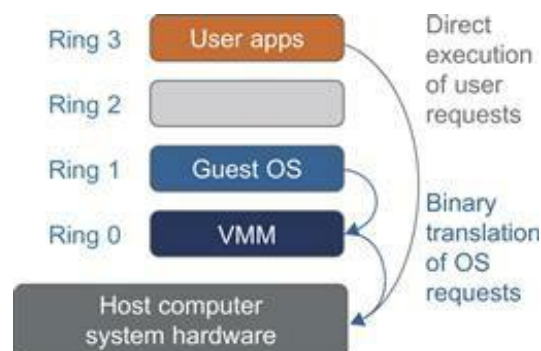 Ring 3
User apps
Direct
execution
of user
requests
Ring 2
Ring 1
Guest OS
Ring 0
VMM
Binary
translation
of OS
requests
Host computer
system hardware